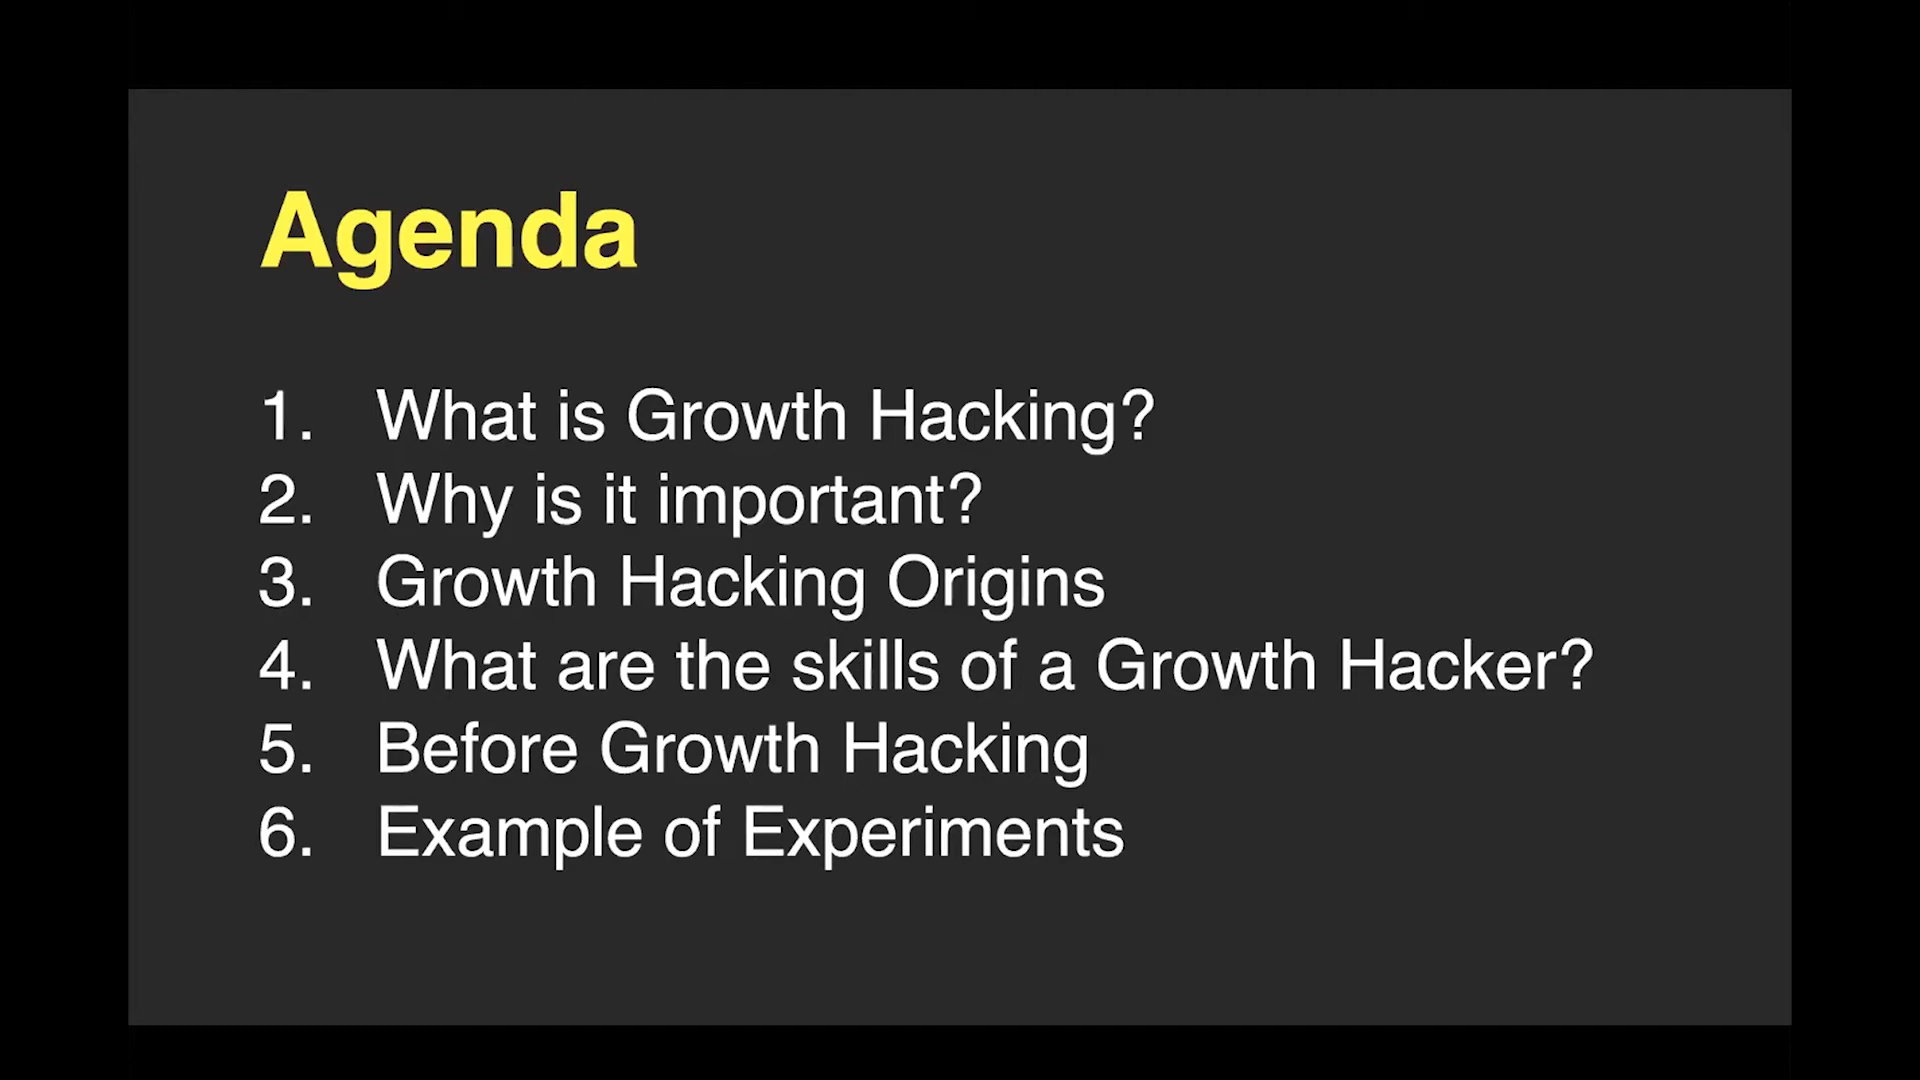 Agenda
1. What is Growth Hacking?
2. Why is it important?
3. Growth Hacking Origins
4. What are the skills of a Growth Hacker?
5. Before Growth Hacking
6. Example of Experiments